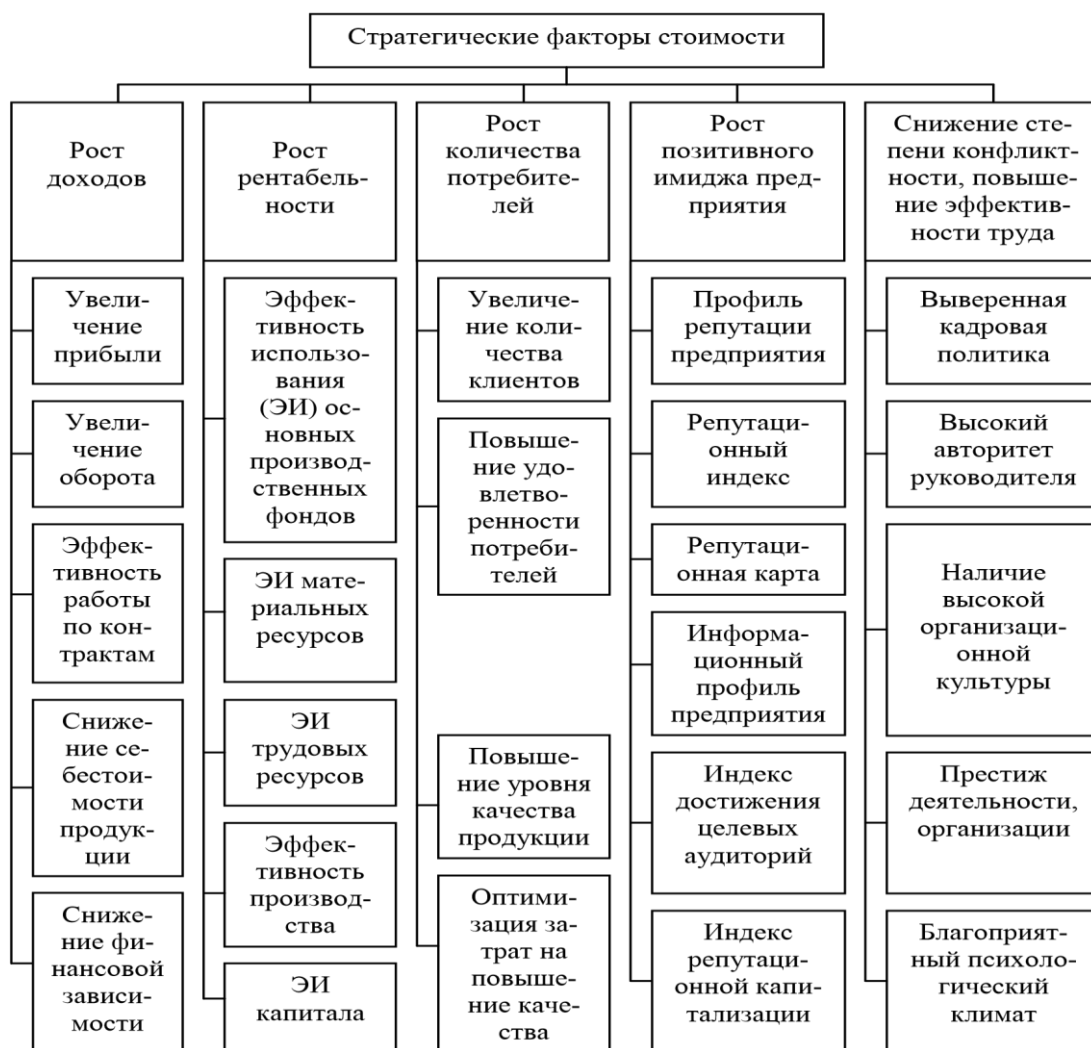 Стратегические факторы стоимости
Рост
доходов
Увели-
чение
прибыли
Увели-
чение
оборота
Эффек-
тивность
работы
по кон-
трактам
Сниже-
ние се-
бестои-
мости
продук-
ции
Сниже-
ние фи-
нансовой
зависи-
мости
Рост
рентабель-
ности
Эффек-
тивность
использо-
вания
(ЭИ) ос-
новных
производ-
ственных
фондов
ЭИ мате-
риальных
ресурсов
ЭИ
трудовых
ресурсов
Эффек-
тивность
производ-
ства
ЭИ
капитала
Рост
количества
потребите-
лей
Увеличе-
ние коли-
чества
клиентов
Повыше-
ние удо-
влетво-
ренности
потреби-
телей
Повыше-
ние уровня
качества
продукции
Оптими-
зация за-
трат на
повыше-
ние каче-
ства
Рост
позитивного
имиджа пред-
приятия
Профиль
репутации
предприятия
Репутаци-
онный
индекс
Репутаци-
онная карта
Информа-
ционный
профиль
предприятия
Индекс
достижения
целевых
аудиторий
Индекс
репутаци-
онной капи-
тализации
Снижение сте-
пени конфликт-
ности, повыше-
ние эффектив-
ности труда
Выверенная
кадровая
политика
Высокий
авторитет
руководителя
Наличие
высокой
организаци-
онной
культуры
Престиж
деятельности,
организации
Благоприят-
ный психоло-
гический
климат